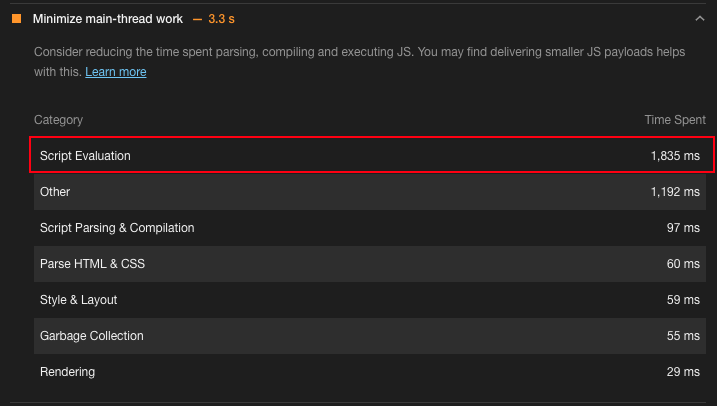 Minimize main-thread work — 3.3 s
Consider reducing the time spent parsing, compiling and executing JS. You may find delivering smaller JS payloads helps
with this. Learn more
Category Time Spent
Script Evaluation 1,835 ms
Other 1,192 ms
Script Parsing & Compilation 97 ms
Parse HTML & CSS 60 ms
Style & Layout 59 ms
Garbage Collection 55 ms
Rendering 29 ms